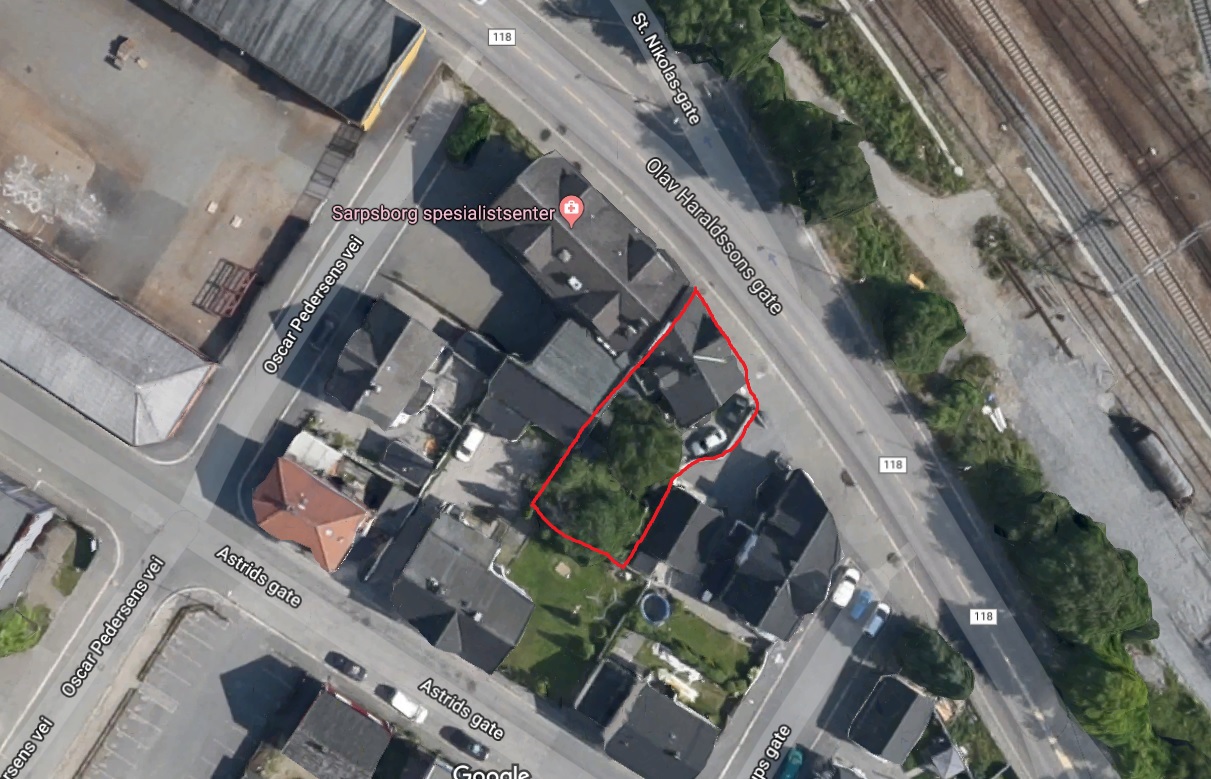 118
St. Nikolas-gate
Olav Haraldssons gate
Sarpsborg spesialistsenter
Oscar Pedersens vei
118
Astrids gate
Oscar Pedersens vei
118
Astrids gate
Google